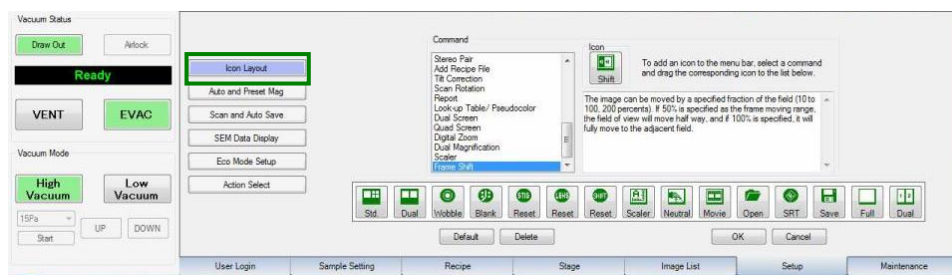 Vacuum Status
Draw Out
Airlock
Ready
VENT
EVAC
Vacuum Mode
High Vacuum
Low Vacuum
15Pa
Start
UP
DOWN
Icon Layout
Auto and Preset Mag
Scan and Auto Save
SEM Data Display
Eco Mode Setup
Action Select
Command
Stereo Pair
Add Recipe File
Tilt Correction
Scan Rotation
Report
Look-up Table/ Pseudocolor
Dual Screen
Quad Screen
Digital Zoom
Dual Magnification
Scaler
Frame Shift
Icon
Shift
To add an icon to the menu bar, select a command
and drag the corresponding icon to the list below.
The image can be moved by a specified fraction of the field (10 to
100, 200 percents). If 50% is specified as the frame moving range,
the field of view will move half way, and if 100% is specified, it will
fully move to the adjacent field.
Std.
Dual
Wobble
Blank
STIG
Reset
LENS
Reset
SHIFT
Reset
Scaler
Neutral
Movie
Open
SRT
Save
Full
Dual
Default
Delete
OK
Cancel
User Login
Sample Setting
Recipe
Stage
Image List
Setup
Maintenance